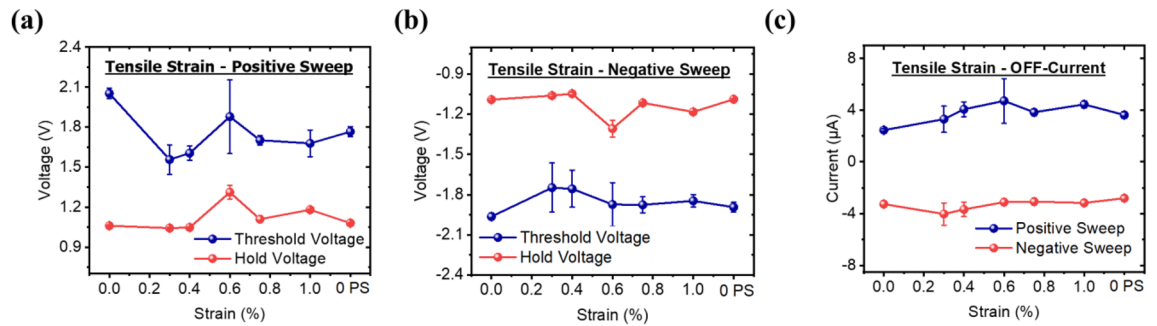 (a)
Tensile Strain - Positive Sweep
2.4
2.1
1.8
1.5
1.2
0.9
Voltage (V)
Threshold Voltage
Hold Voltage
0.0 0.2 0.4 0.6 0.8 1.0 0 PS
Strain (%)
(b)
Tensile Strain - Negative Sweep
-0.9
-1.2
-1.5
-1.8
-2.1
-2.4
Voltage (V)
Threshold Voltage
Hold Voltage
0.0 0.2 0.4 0.6 0.8 1.0 0 PS
Strain (%)
(c)
Tensile Strain - OFF-Current
8
4
0
-4
-8
Current (µA)
Positive Sweep
Negative Sweep
0.0 0.2 0.4 0.6 0.8 1.0 0 PS
Strain (%)